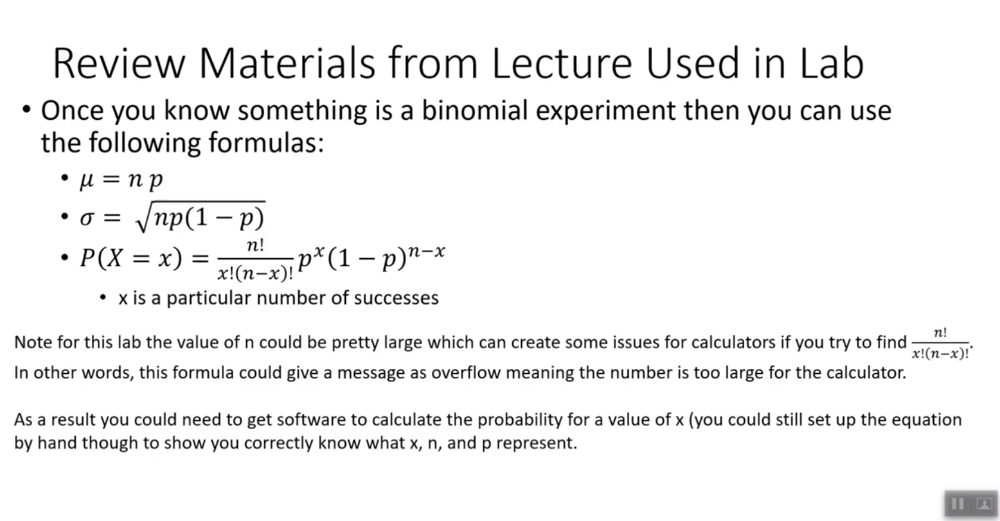 Review Materials from Lecture Used in Lab
• Once you know something is a binomial experiment then you can use
the following formulas:
• μ = n p
• σ = √(np(1 − p))
• P(X = x) = n!/(x!(n−x)!) p^x (1 − p)^(n−x)
• x is a particular number of successes
Note for this lab the value of n could be pretty large which can create some issues for calculators if you try to find n!/(x!(n−x)!).
In other words, this formula could give a message as overflow meaning the number is too large for the calculator.
As a result you could need to get software to calculate the probability for a value of x (you could still set up the equation
by hand though to show you correctly know what x, n, and p represent.